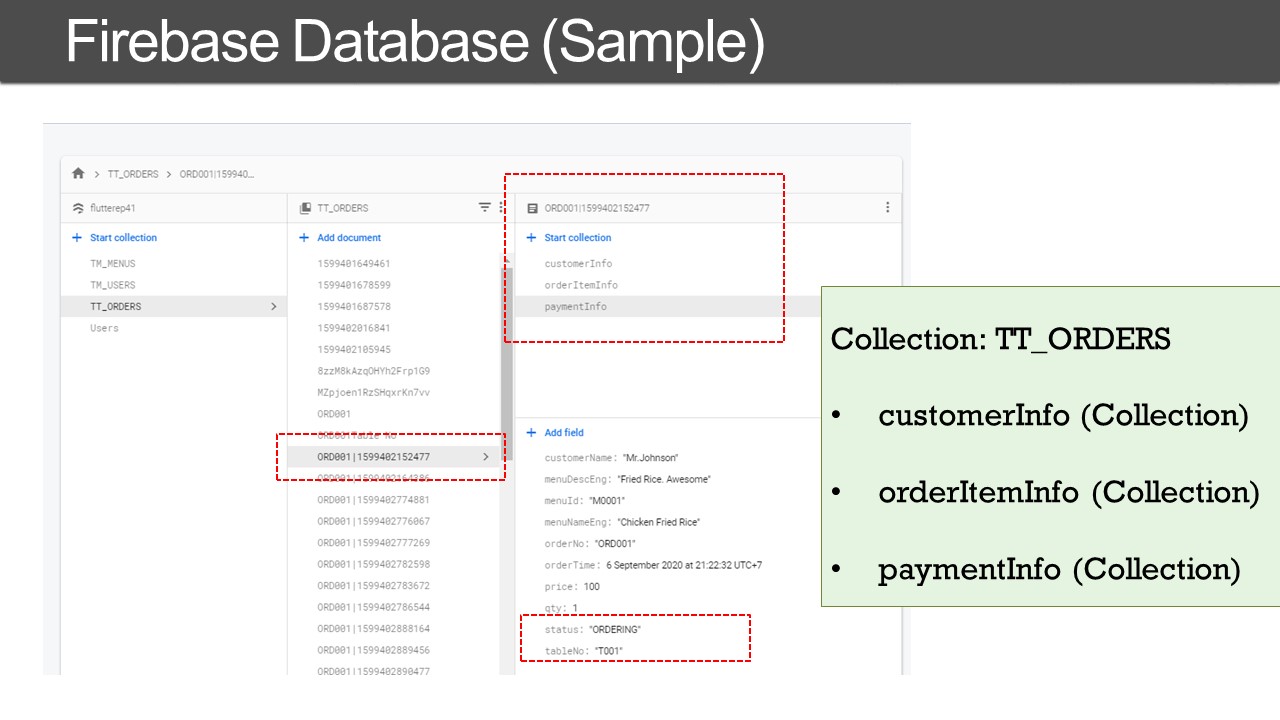 Firebase Database (Sample)
TT_ORDERS
ORD001|159940...
flutterep41
Start collection
TM_MENUS
TM_USERS
TT_ORDERS
Users
TT_ORDERS
Add document
1599401649461
1599401678599
1599401687578
1599402016841
1599402105945
8zzM8kAzqOHYh2Frp1G9
MZpjoen1RzSHqxrKn7vv
ORD001
ORD001Table No
ORD001|1599402152477
ORD001|1599402164386
ORD001|1599402774881
ORD001|1599402776067
ORD001|1599402777269
ORD001|1599402782598
ORD001|1599402783672
ORD001|1599402786544
ORD001|1599402888164
ORD001|1599402889456
ORD001|1599402890477
ORD001|1599402152477
Start collection
customerInfo
orderItemInfo
paymentInfo
Add field
customerName: "Mr.Johnson"
menuDescEng: "Fried Rice. Awesome"
menuId: "M0001"
menuNameEng: "Chicken Fried Rice"
orderNo: "ORD001"
orderTime: 6 September 2020 at 21:22:32 UTC+7
price: 100
qty: 1
status: "ORDERING"
tableNo: "T001"
Collection: TT_ORDERS
• customerInfo (Collection)
• orderItemInfo (Collection)
• paymentInfo (Collection)